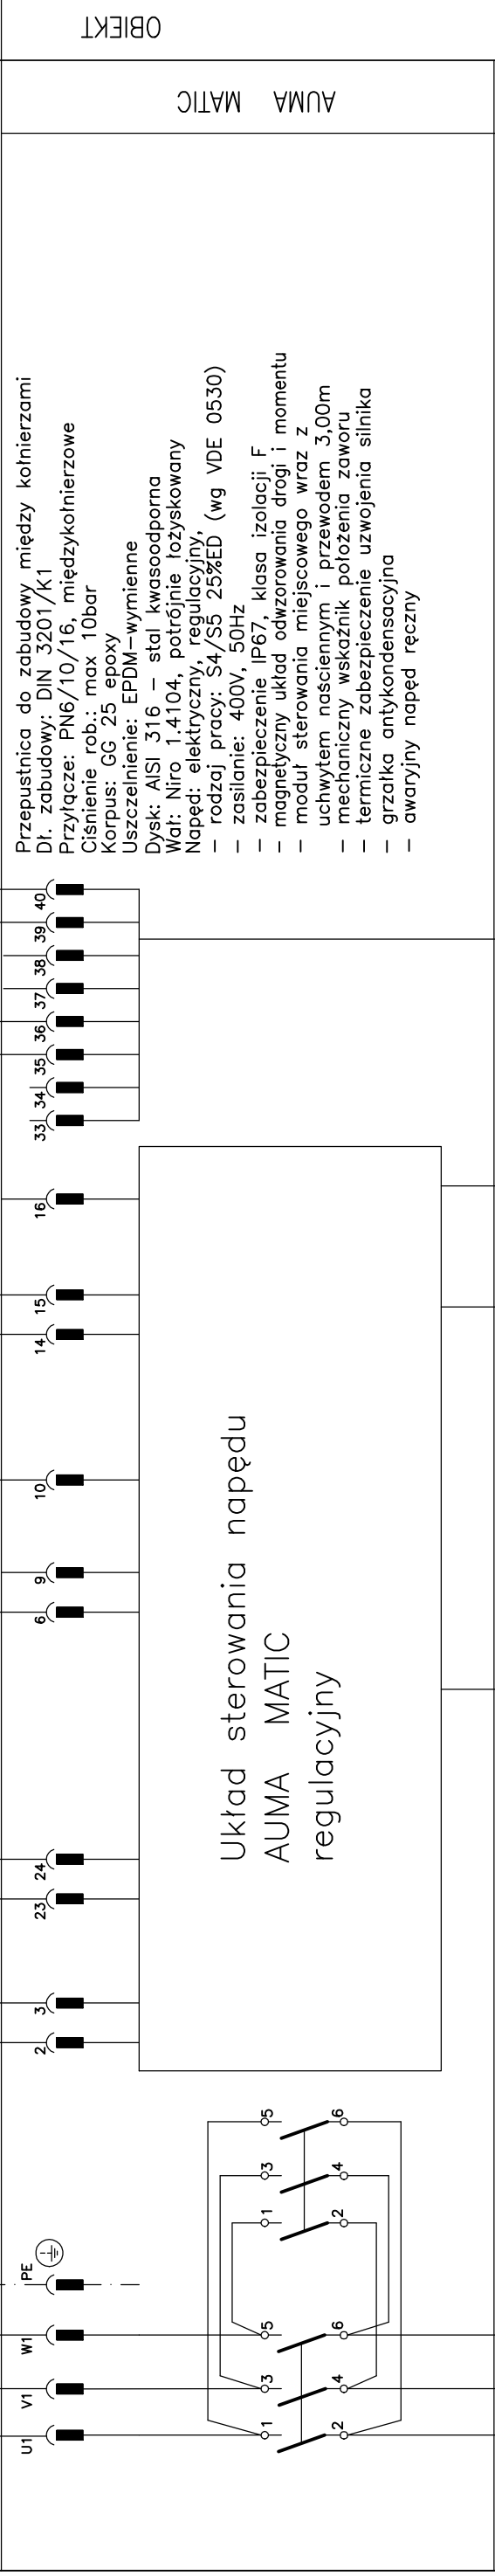 OBIEKT
AUMA MATIC
Przepustnica do zabudowy między kołnierzami
Dł. zabudowy: DIN 3201/K1
Przyłącze: PN6/10/16, międzykołnierzowe
Ciśnienie rob.: max 10bar
Korpus: GG 25 epoxy
Uszczelnienie: EPDM-wymienne
Dysk: AISI 316 - stal kwasoodporna
Wał: Niro 1.4104, potrójnie łożyskowany
Napęd: elektryczny, regulacyjny,
- rodzaj pracy: S4/S5 25%ED (wg VDE 0530)
- zasilanie: 400V, 50Hz
- zabezpieczenie IP67, klasa izolacji F
- magnetyczny układ odwzorowania drogi i momentu
- moduł sterowania miejscowego wraz z
uchwytem naściennym i przewodem 3,00m
- mechaniczny wskaźnik położenia zaworu
- termiczne zabezpieczenie uzwojenia silnika
- grzałka antykondensacyjna
- awaryjny napęd ręczny
U1 V1 W1 PE 2 3 23 24 6 9 10 14 15 16 33 34 35 36 37 38 39 40
Układ sterowania napędu
AUMA MATIC
regulacyjny
1 3 5 1 3 5
2 4 6 2 4 6